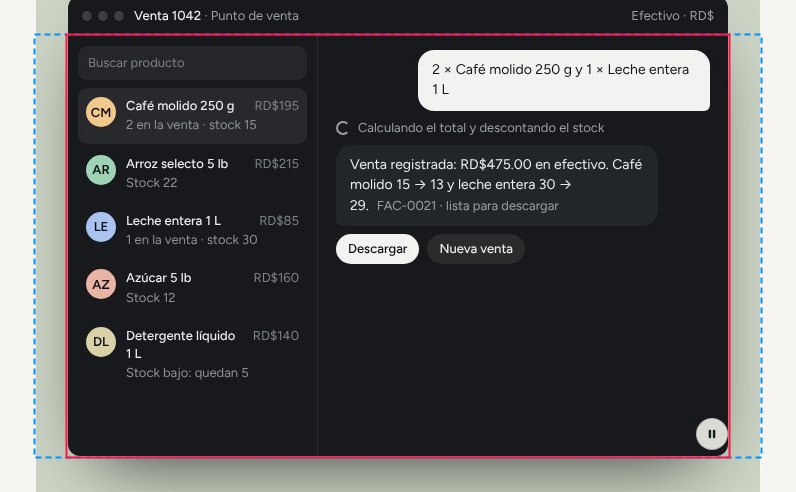 Venta 1042 · Punto de venta
Efectivo · RD$
Buscar producto
CM
Café molido 250 g
RD$195
2 en la venta · stock 15
AR
Arroz selecto 5 lb
RD$215
Stock 22
LE
Leche entera 1 L
RD$85
1 en la venta · stock 30
AZ
Azúcar 5 lb
RD$160
Stock 12
DL
Detergente líquido
1 L
RD$140
Stock bajo: quedan 5
2 × Café molido 250 g y 1 × Leche entera
1 L
Calculando el total y descontando el stock
Venta registrada: RD$475.00 en efectivo. Café
molido 15 → 13 y leche entera 30 →
29. FAC-0021 · lista para descargar
Descargar
Nueva venta